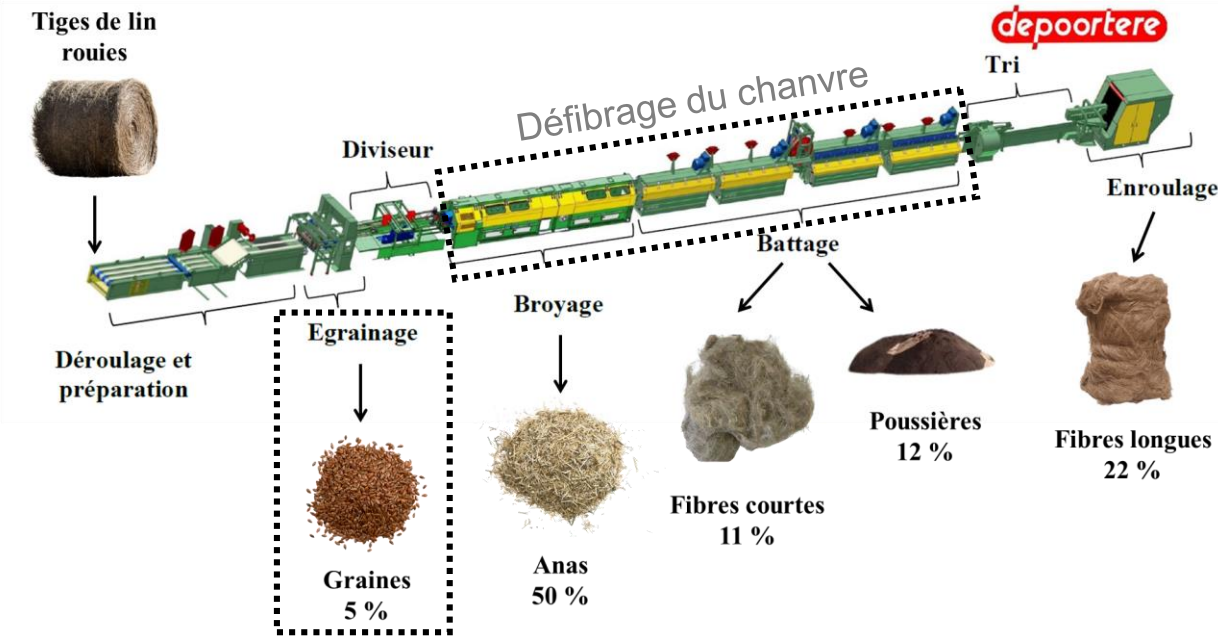 Tiges de lin
rouies
depoortere
Tri
Défibrage du chanvre
Diviseur
Enroulage
Battage
Broyage
Egrainage
Déroulage et
préparation
Poussières
12 %
Fibres longues
22 %
Fibres courtes
11 %
Anas
50 %
Graines
5 %